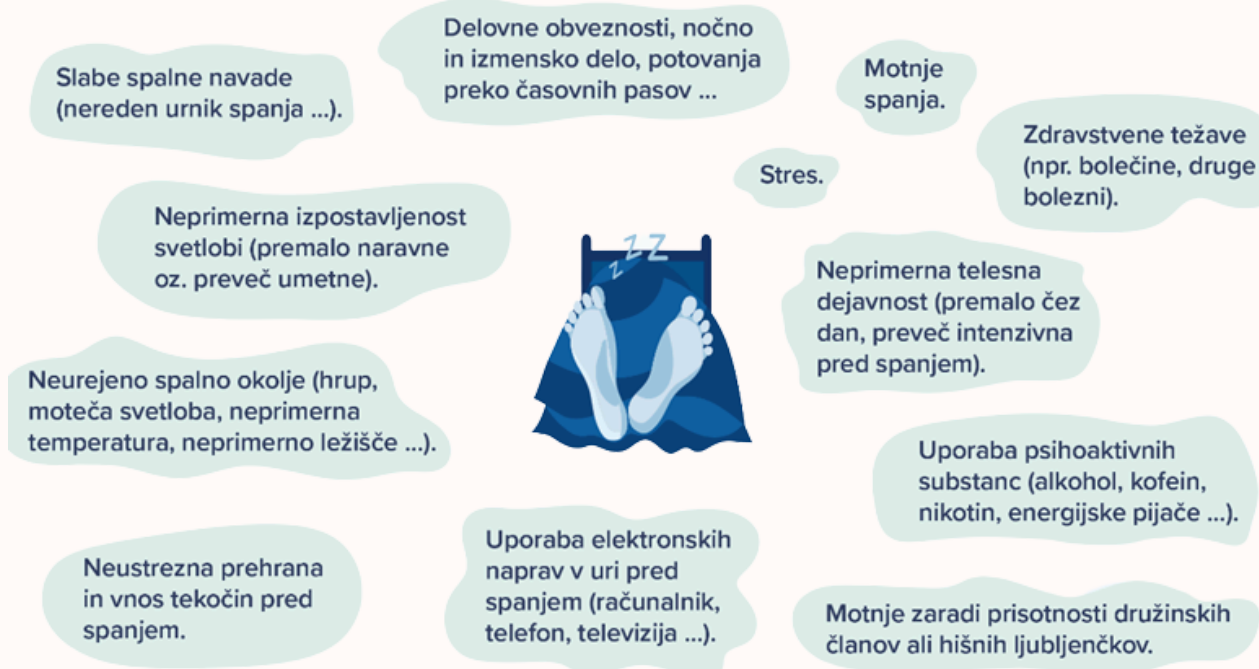 Delovne obveznosti, nočno
in izmensko delo, potovanja
preko časovnih pasov ...
Slabe spalne navade
(nereden urnik spanja ...).
Motnje
spanja.
Zdravstvene težave
(npr. bolečine, druge
bolezni).
Stres.
Neprimerna izpostavljenost
svetlobi (premalo naravne
oz. preveč umetne).
z Z Z
Neprimerna telesna
dejavnost (premalo čez
dan, preveč intenzivna
pred spanjem).
Neurejeno spalno okolje (hrup,
moteča svetloba, neprimerna
temperatura, neprimerno ležišče ...).
Uporaba psihoaktivnih
substanc (alkohol, kofein,
nikotin, energijske pijače ...).
Neustrezna prehrana
in vnos tekočin pred
spanjem.
Uporaba elektronskih
naprav v uri pred
spanjem (računalnik,
telefon, televizija ...).
Motnje zaradi prisotnosti družinskih
članov ali hišnih ljubljenčkov.